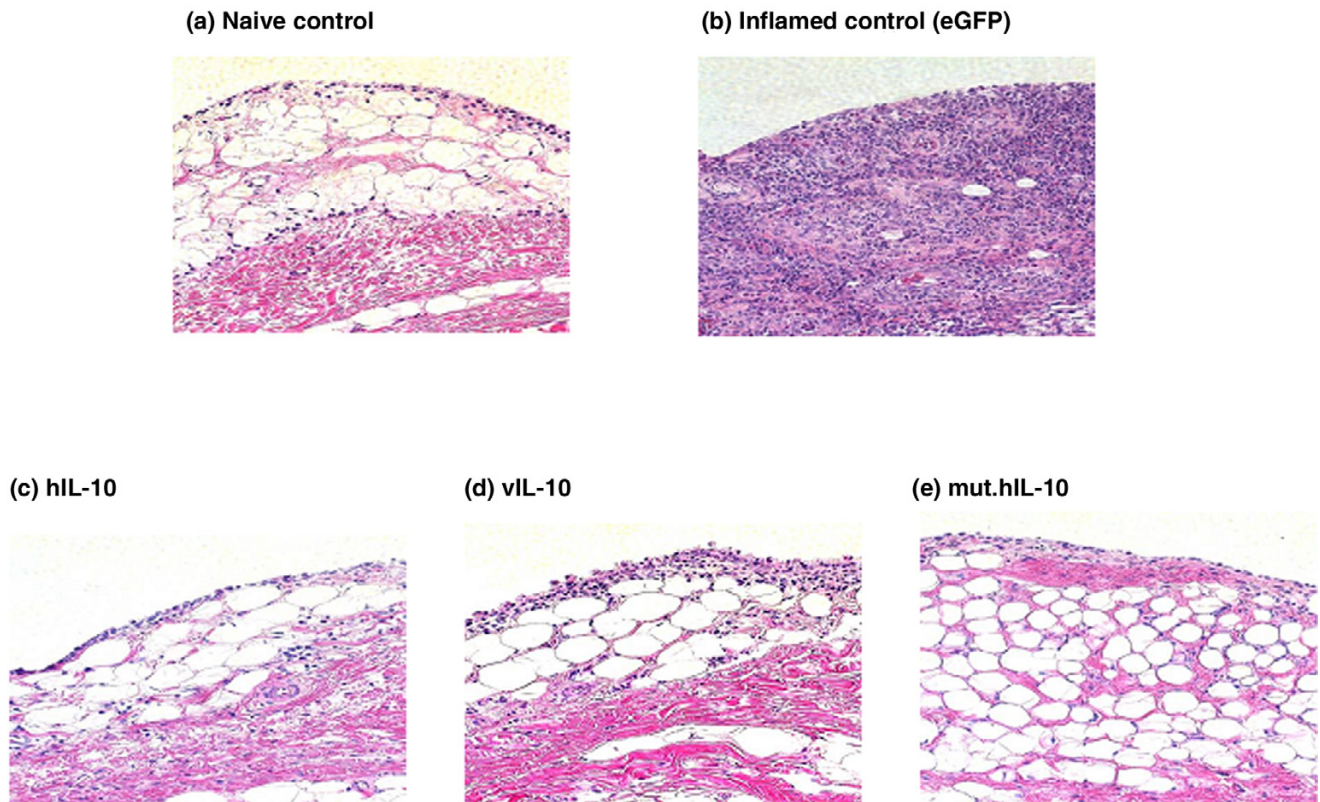 (a) Naive control
(b) Inflamed control (eGFP)
(c) hIL-10
(d) vIL-10
(e) mut.hIL-10